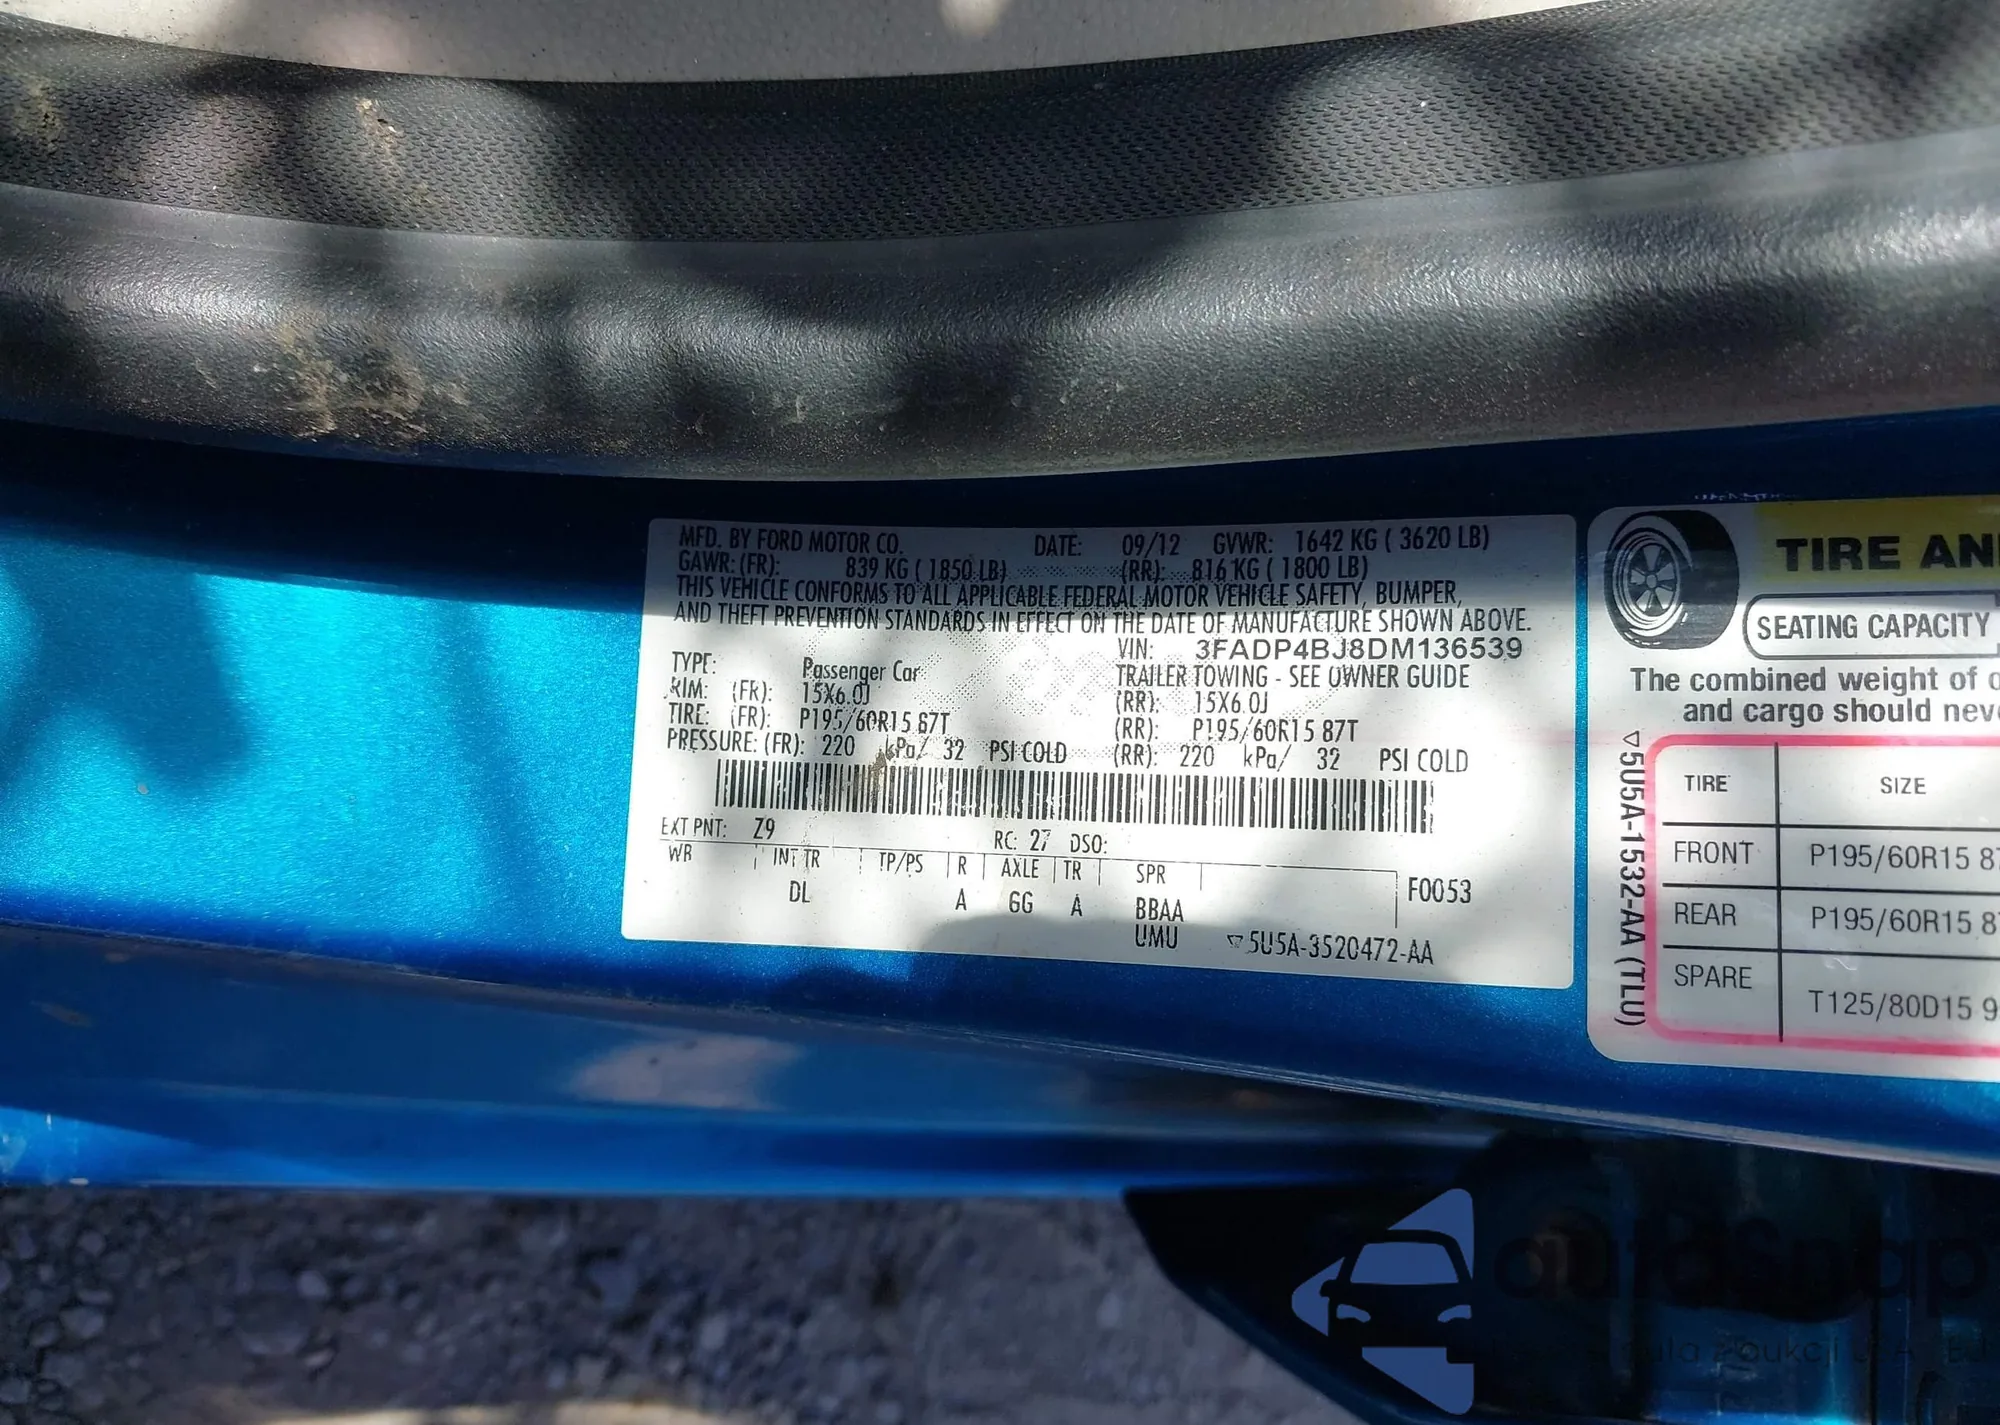 MFD. BY FORD MOTOR CO. DATE: 09/12 GVWR: 1642 KG ( 3620 LB)
GAWR: (FR): 839 KG ( 1850 LB) (RR): 816 KG ( 1800 LB)
THIS VEHICLE CONFORMS TO ALL APPLICABLE FEDERAL MOTOR VEHICLE SAFETY, BUMPER,
AND THEFT PREVENTION STANDARDS IN EFFECT ON THE DATE OF MANUFACTURE SHOWN ABOVE.
VIN: 3FADP4BJ8DM136539
TYPE: Passenger Car TRAILER TOWING - SEE OWNER GUIDE
RIM: (FR): 15X6.0J (RR): 15X6.0J
TIRE: (FR): P195/60R15 87T (RR): P195/60R15 87T
PRESSURE: (FR): 220 kPa/ 32 PSI COLD (RR): 220 kPa/ 32 PSI COLD
EXT PNT: Z9 RC: 27 DSO:
WR INT TR TP/PS R AXLE TR SPR
DL A GG A BBAA F0053
UMU ▽5U5A-3520472-AA
TIRE AN
SEATING CAPACITY
The combined weight of o
and cargo should neve
▽5U5A-1532-AA (TLU)
TIRE SIZE
FRONT P195/60R15 87
REAR P195/60R15 87
SPARE T125/80D15 9
autosnap